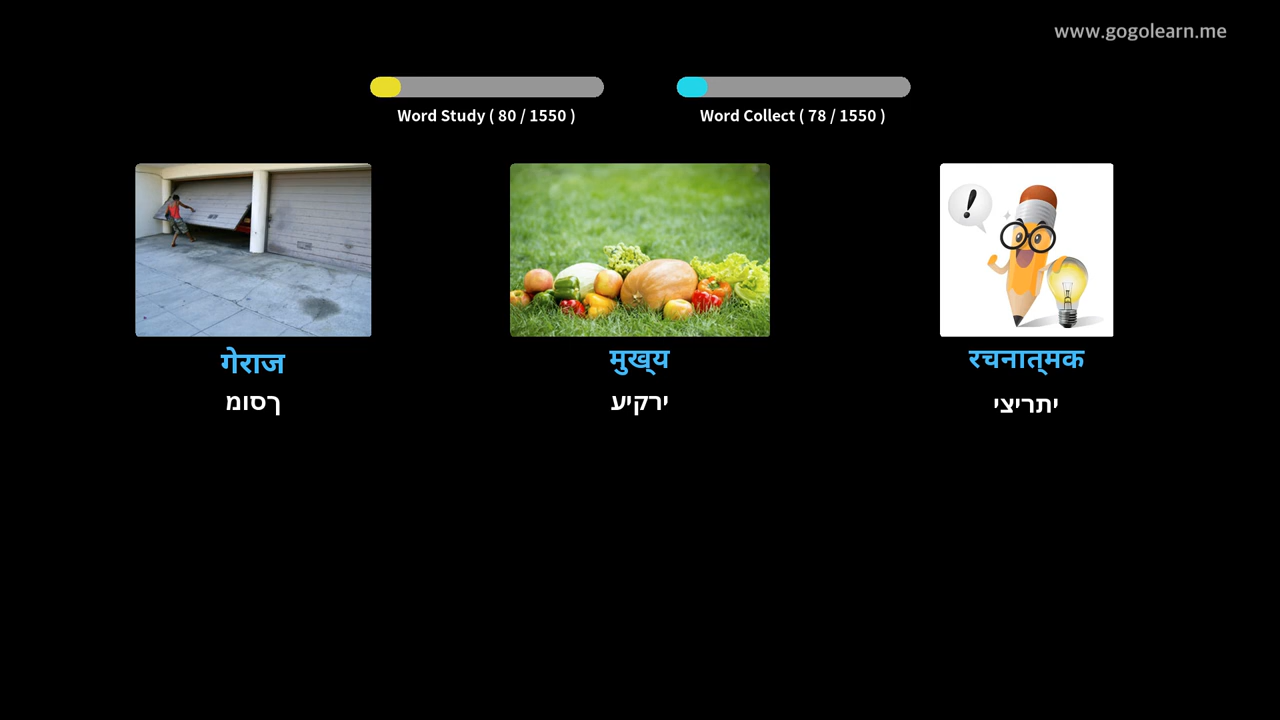 www.gogolearn.me
Word Study ( 80 / 1550 )
Word Collect ( 78 / 1550 )
गेराज
मुख्‌य
रचनात्‌मक
ךסומ
ירקיע
יתריצי